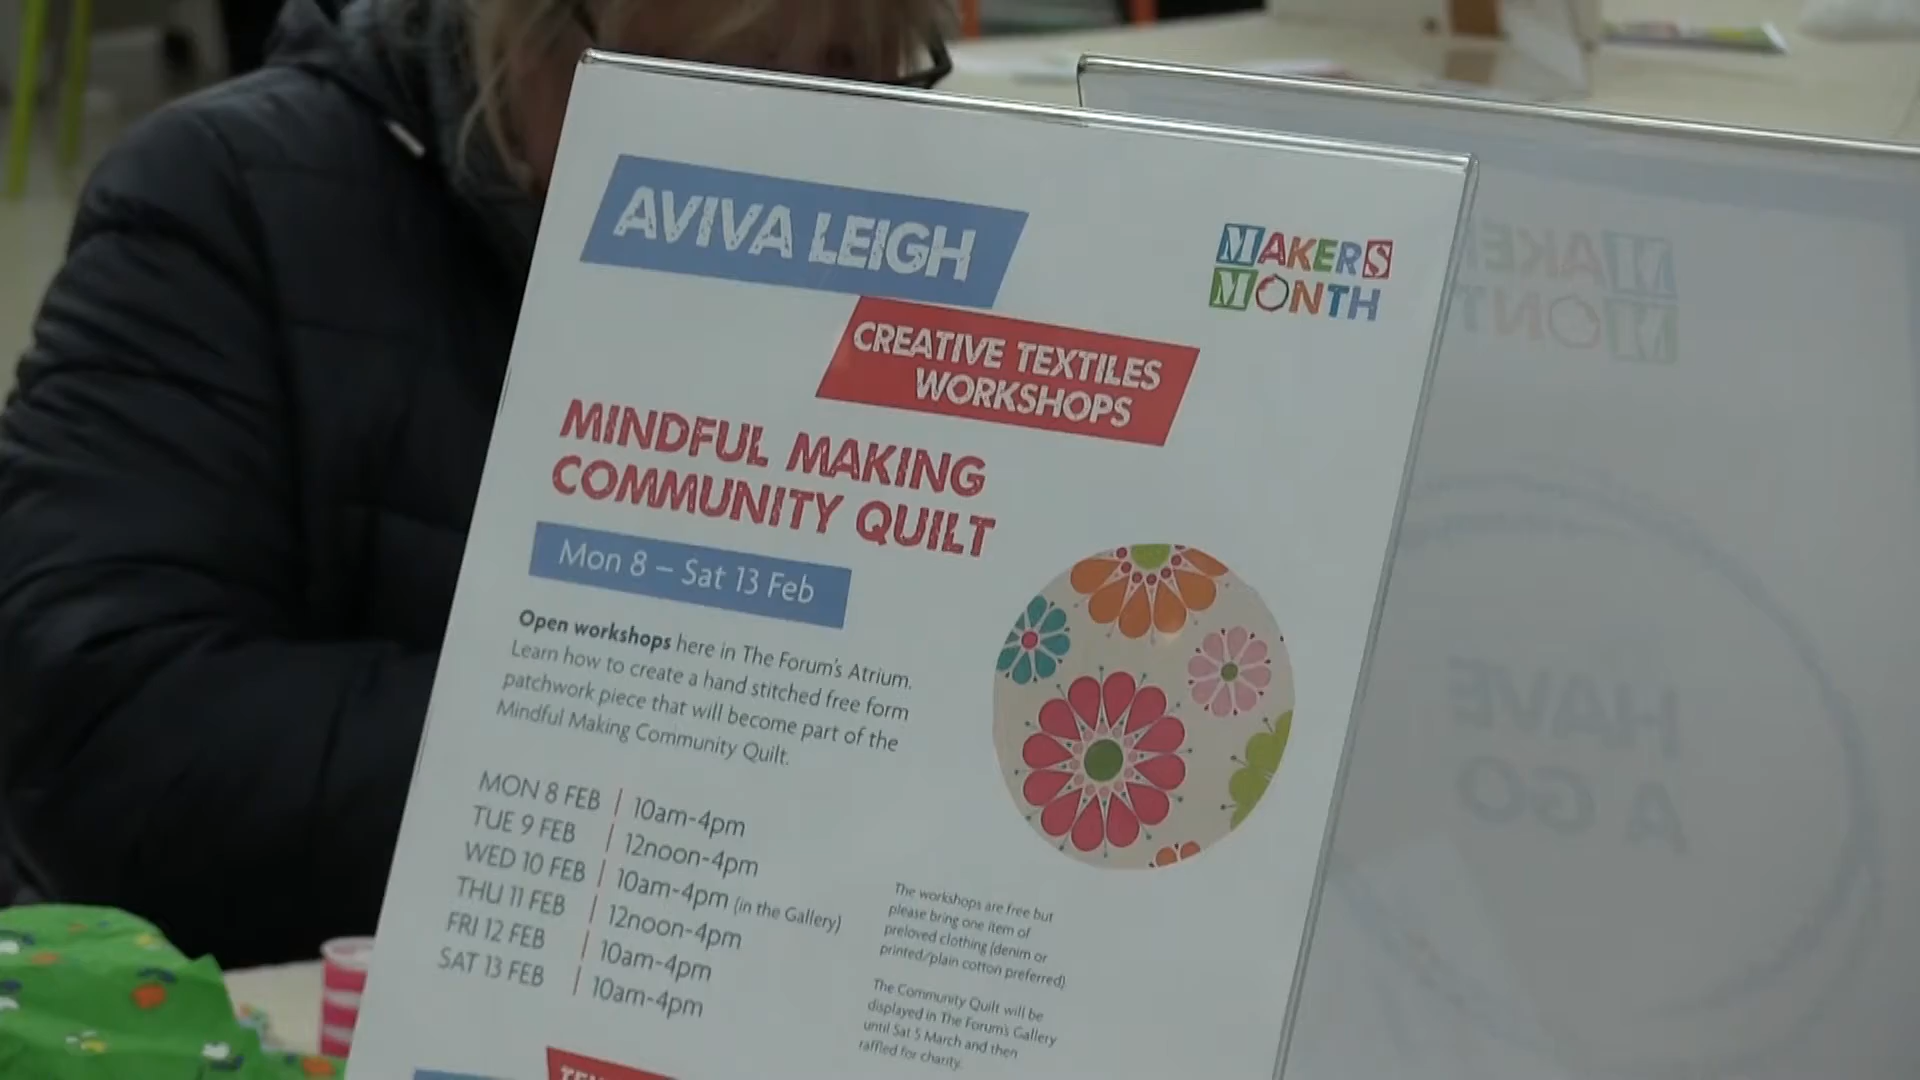 AVIVA LEIGH
MAKERS
MONTH
CREATIVE TEXTILES
WORKSHOPS
MINDFUL MAKING
COMMUNITY QUILT
Mon 8 – Sat 13 Feb
Open workshops here in The Forum's Atrium.
Learn how to create a hand stitched free form
patchwork piece that will become part of the
Mindful Making Community Quilt.
MON 8 FEB | 10am-4pm
TUE 9 FEB | 12noon-4pm
WED 10 FEB | 10am-4pm (in the Gallery)
THU 11 FEB | 12noon-4pm
FRI 12 FEB | 10am-4pm
SAT 13 FEB | 10am-4pm
The workshops are free but
please bring one item of
preloved clothing (denim or
printed/plain cotton preferred)
The Community Quilt will be
displayed in The Forum's Gallery
until Sat 5 March and then
raffled for charity.
MAKERS
MONTH
HAVE
A GO